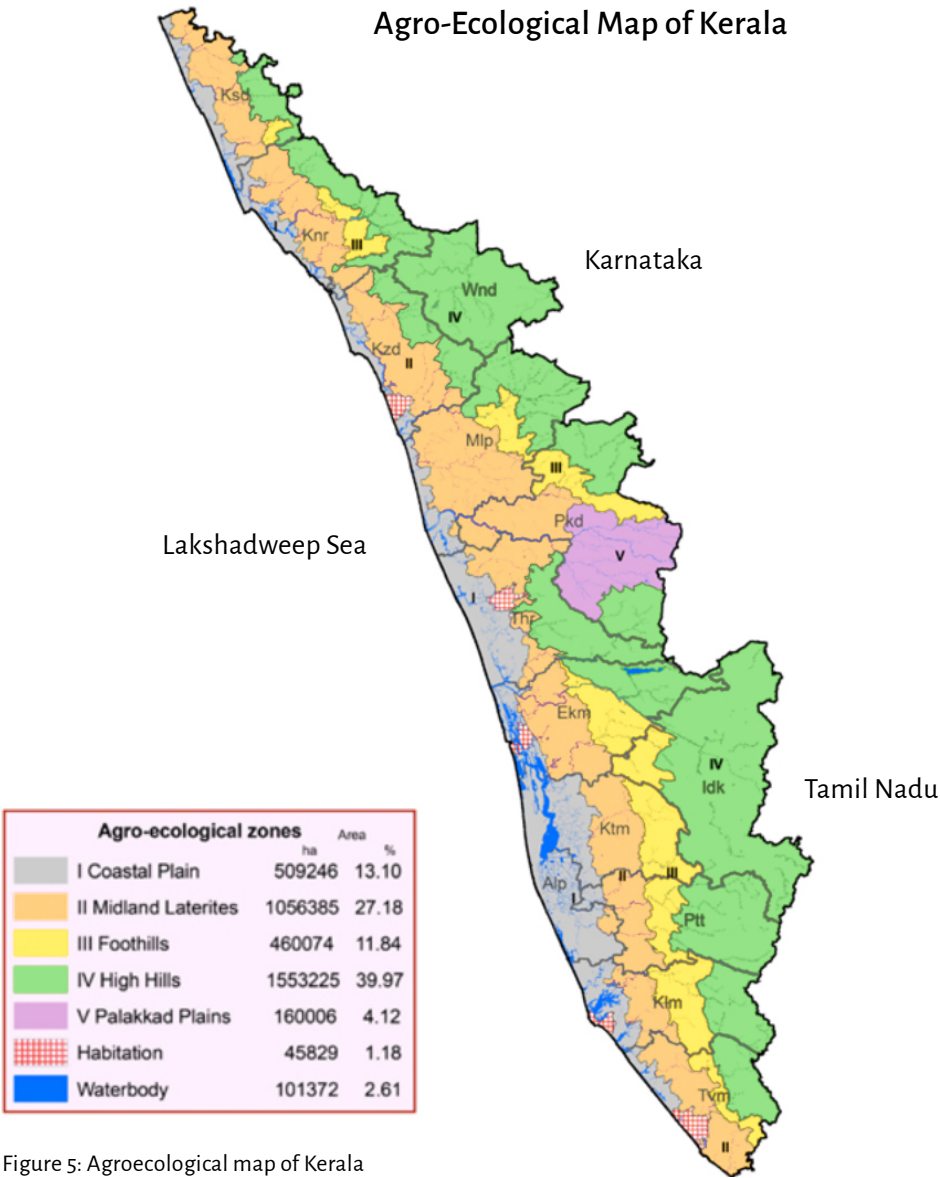 Agro-Ecological Map of Kerala
Ksd
Karnataka
I
Knr
III
Wnd
IV
Kzd
II
Mlp
III
Pkd
Lakshadweep Sea
V
I
Thr
Ekm
IV
Idk
Tamil Nadu
Agro-ecological zones Area
ha %
I Coastal Plain 509246 13.10
II Midland Laterites 1056385 27.18
III Foothills 460074 11.84
IV High Hills 1553225 39.97
V Palakkad Plains 160006 4.12
Habitation 45829 1.18
Waterbody 101372 2.61
Ktm
II
III
Alp
I
Ptt
Klm
Tvm
II
Figure 5: Agroecological map of Kerala